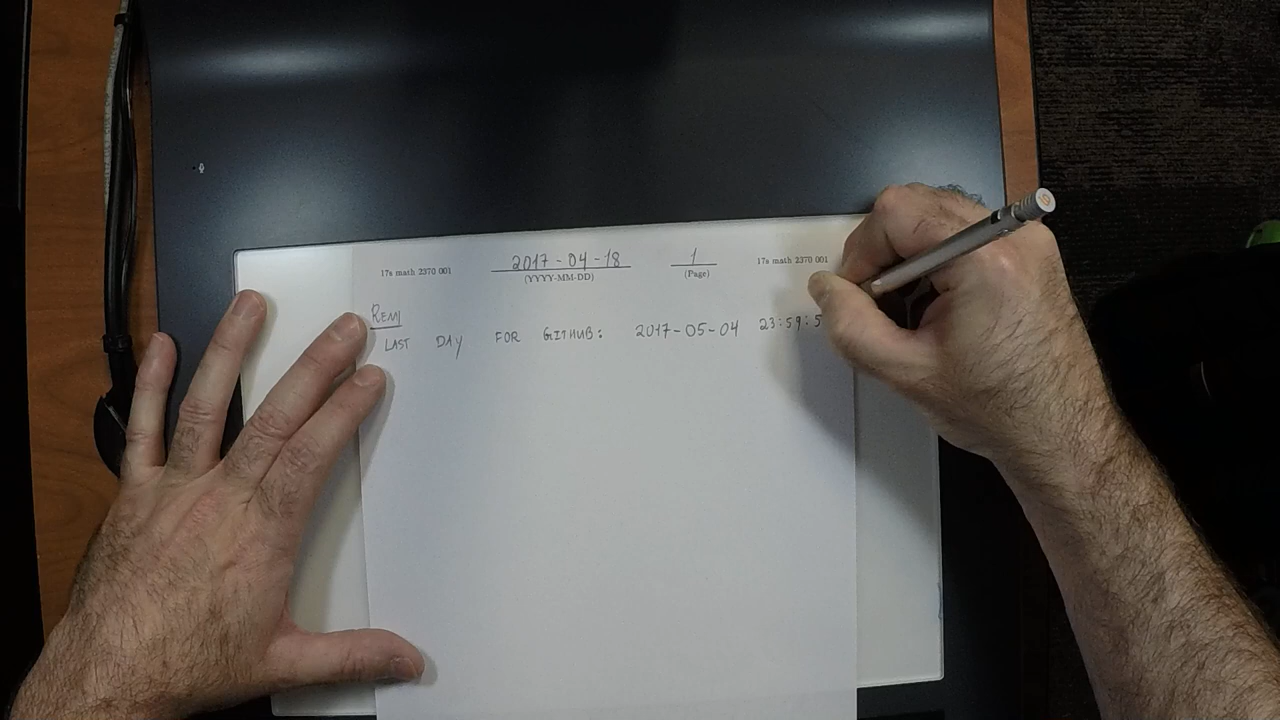 17s math 2370 001 2017-04-18 1 17s math 2370 001
(YYYY-MM-DD) (Page)
REM
LAST DAY FOR GITHUB: 2017-05-04 23:59:5